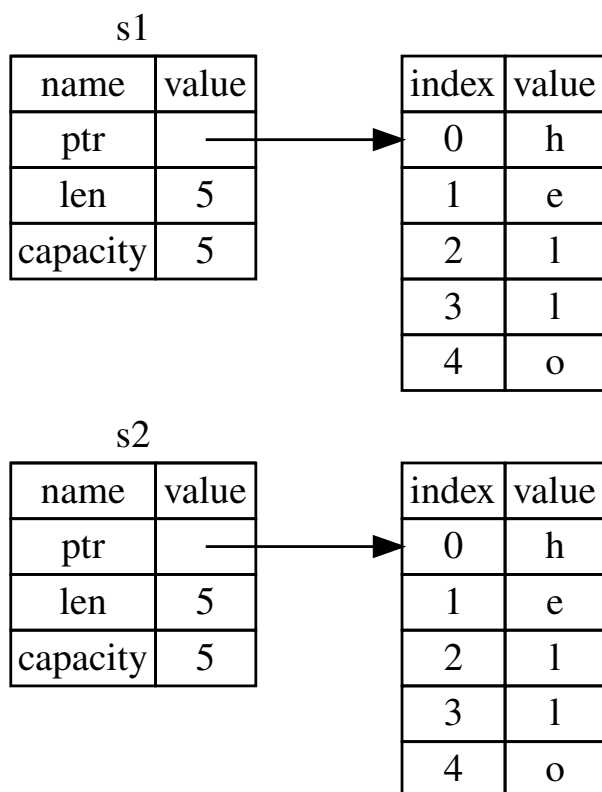 s1
name value
ptr
len 5
capacity 5
index value
0 h
1 e
2 l
3 l
4 o
s2
name value
ptr
len 5
capacity 5
index value
0 h
1 e
2 l
3 l
4 o